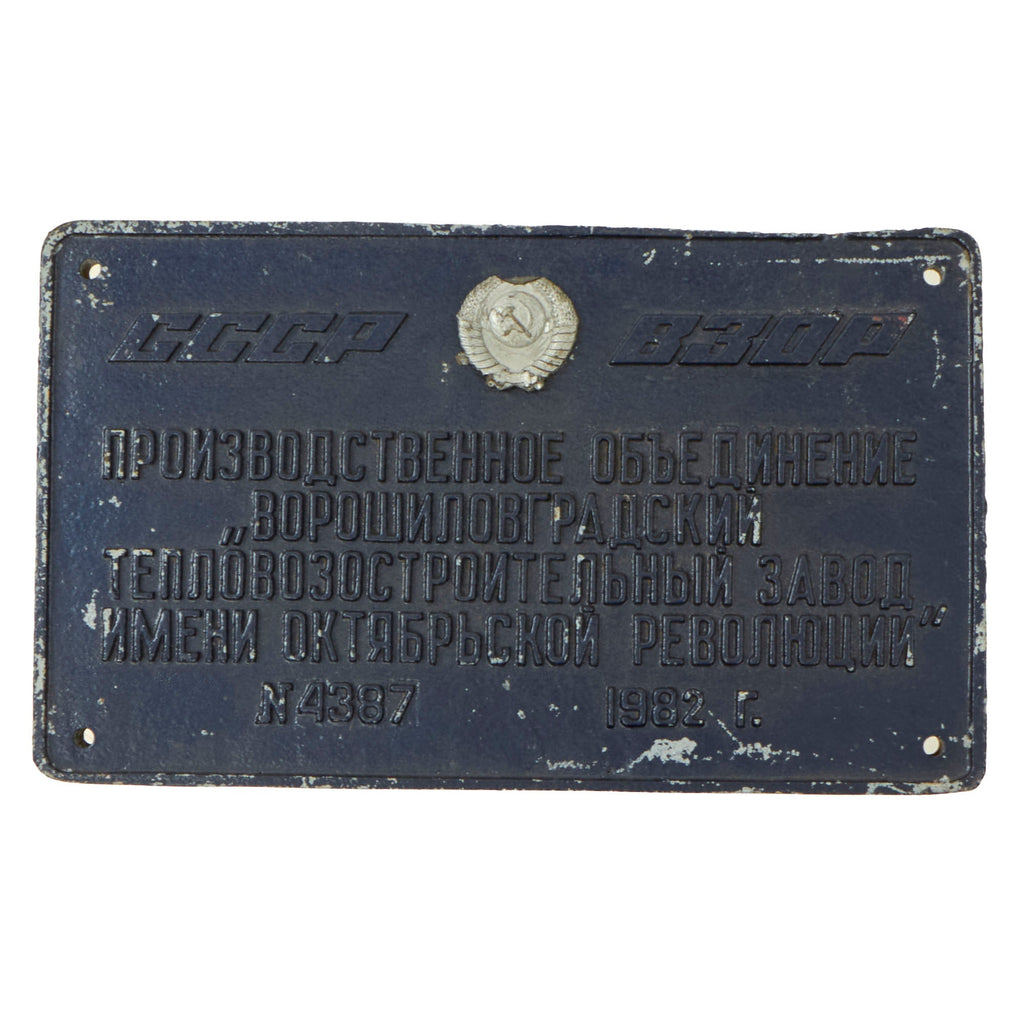 СССР ВЗОР
ПРОИЗВОДСТВЕННОЕ ОБЪЕДИНЕНИЕ
„ВОРОШИЛОВГРАДСКИЙ
ТЕПЛОВОЗОСТРОИТЕЛЬНЫЙ ЗАВОД
ИМЕНИ ОКТЯБРЬСКОЙ РЕВОЛЮЦИИ“
№4387 1982 Г.